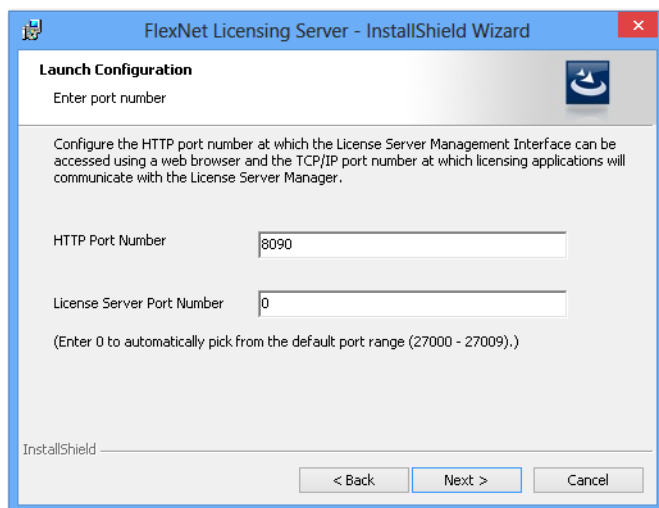 FlexNet Licensing Server - InstallShield Wizard
Launch Configuration
Enter port number
Configure the HTTP port number at which the License Server Management Interface can be
accessed using a web browser and the TCP/IP port number at which licensing applications will
communicate with the License Server Manager.
HTTP Port Number
8090
License Server Port Number
0
(Enter 0 to automatically pick from the default port range (27000 - 27009).)
InstallShield
< Back
Next >
Cancel